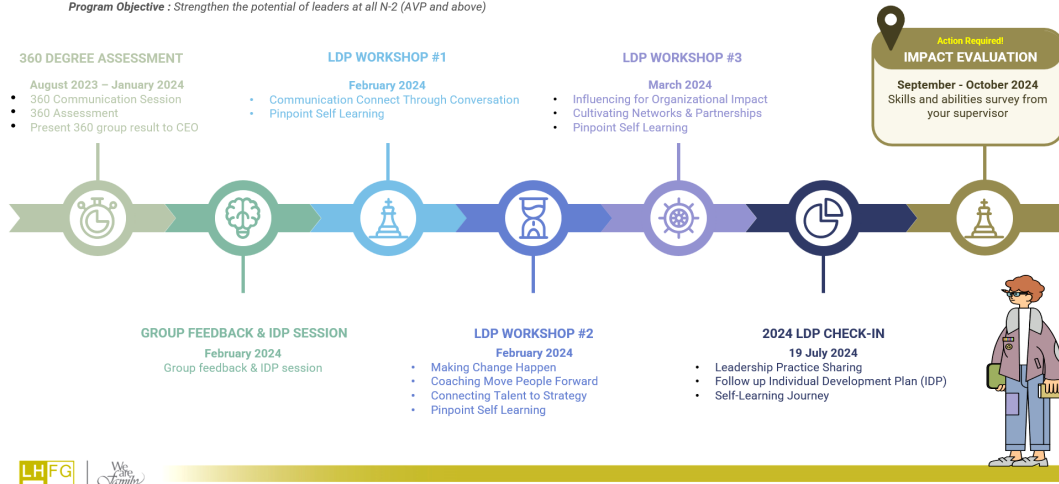 Program Objective : Strengthen the potential of leaders at all N-2 (AVP and above)
360 DEGREE ASSESSMENT
August 2023 – January 2024
• 360 Communication Session
• 360 Assessment
• Present 360 group result to CEO
LDP WORKSHOP #1
February 2024
• Communication Connect Through Conversation
• Pinpoint Self Learning
LDP WORKSHOP #3
March 2024
• Influencing for Organizational Impact
• Cultivating Networks & Partnerships
• Pinpoint Self Learning
Action Required!
IMPACT EVALUATION
September - October 2024
Skills and abilities survey from
your supervisor
GROUP FEEDBACK & IDP SESSION
February 2024
Group feedback & IDP session
LDP WORKSHOP #2
February 2024
• Making Change Happen
• Coaching Move People Forward
• Connecting Talent to Strategy
• Pinpoint Self Learning
2024 LDP CHECK-IN
19 July 2024
• Leadership Practice Sharing
• Follow up Individual Development Plan (IDP)
• Self-Learning Journey
LHFG
We
care
Family